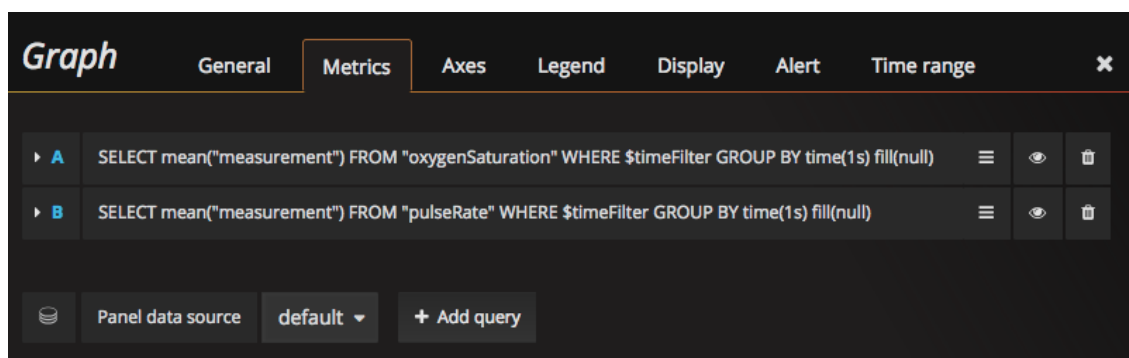 Graph General Metrics Axes Legend Display Alert Time range
A SELECT mean("measurement") FROM "oxygenSaturation" WHERE $timeFilter GROUP BY time(1s) fill(null)
B SELECT mean("measurement") FROM "pulseRate" WHERE $timeFilter GROUP BY time(1s) fill(null)
Panel data source default + Add query